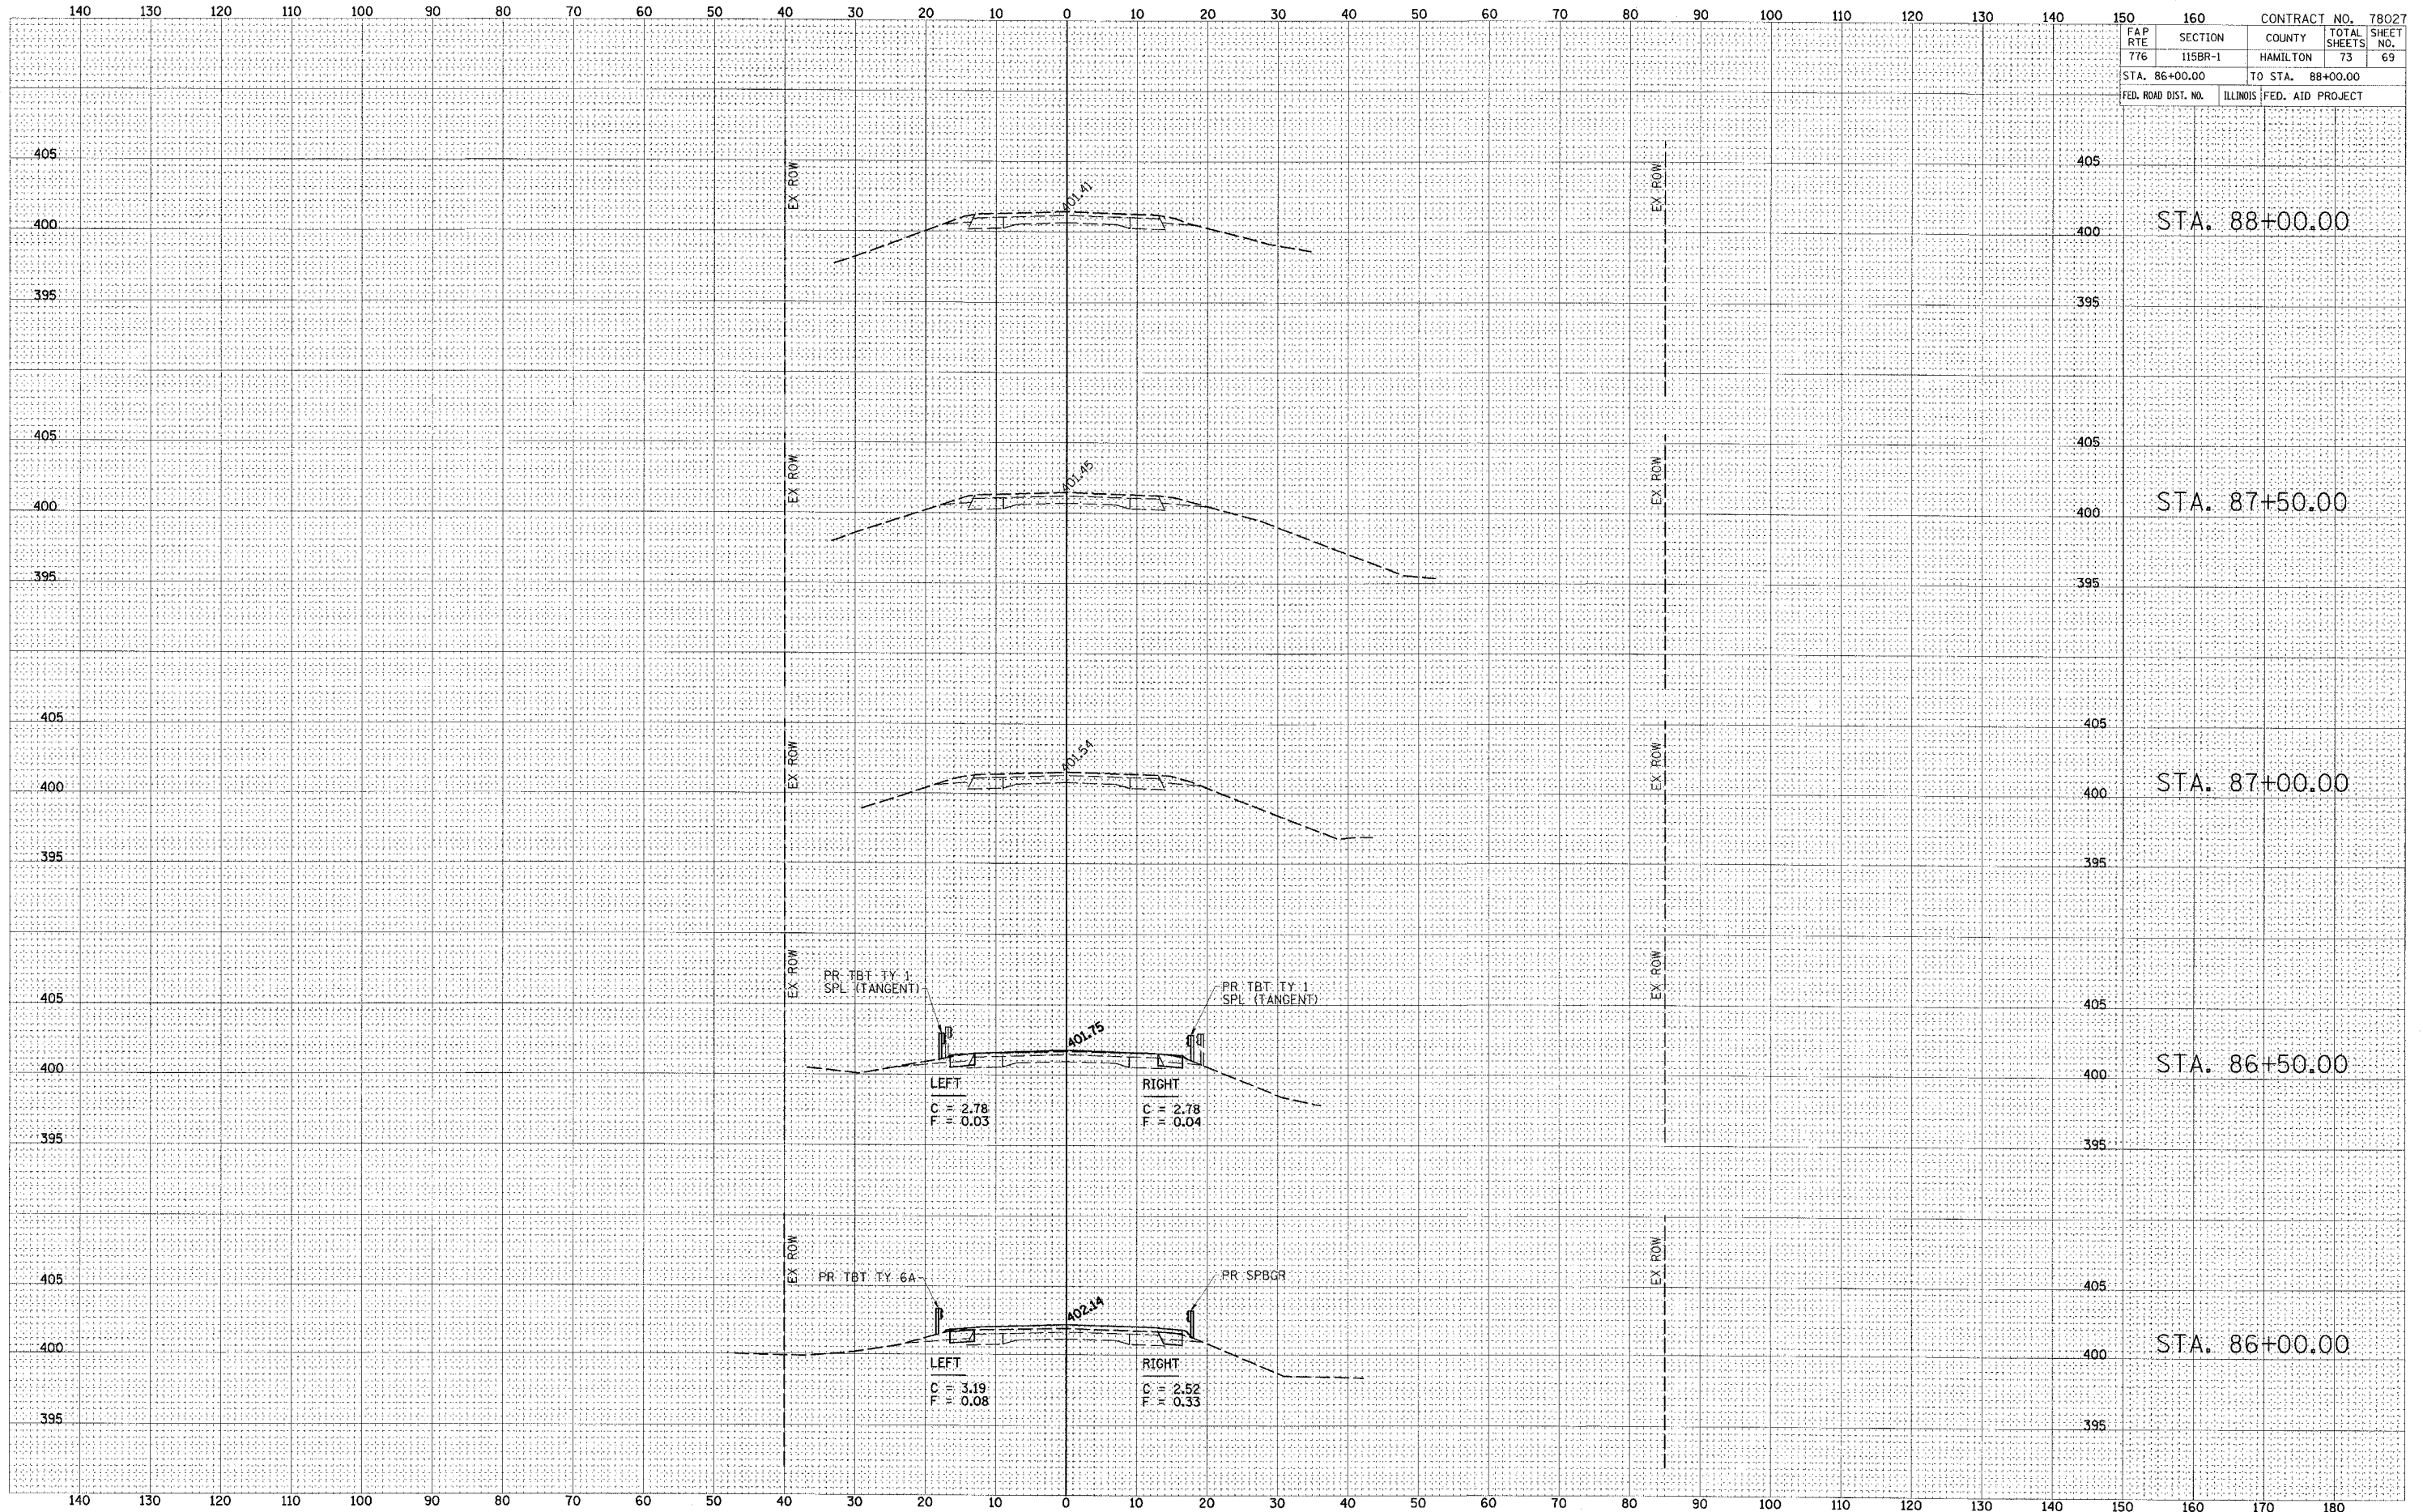 140 130 120 110 100 90 80 70 60 50 40 30 20 10 0 10 20 30 40 50 60 70 80 90 100 110 120 130 140 150 160
CONTRACT NO. 78027
FAP RTE SECTION COUNTY TOTAL SHEETS SHEET NO.
776 115BR-1 HAMILTON 73 69
STA. 86+00.00 TO STA. 88+00.00
FED. ROAD DIST. NO. ILLINOIS FED. AID PROJECT
405 EX ROW EX ROW 405
401.41
400 400 STA. 88+00.00
395 395
405 405
EX ROW 401.45 EX ROW
400 400 STA. 87+50.00
395 395
405 405
EX ROW 401.54 EX ROW
400 400 STA. 87+00.00
395 395
EX ROW EX ROW
PR TBT TY 1
SPL (TANGENT)
PR TBT TY 1
SPL (TANGENT)
405 405
401.75
400 400 STA. 86+50.00
LEFT RIGHT
C = 2.78 C = 2.78
F = 0.03 F = 0.04
395 395
EX ROW EX ROW
PR TBT TY 6A PR SPBGR
405 405
402.14
400 400 STA. 86+00.00
LEFT RIGHT
C = 3.19 C = 2.52
F = 0.08 F = 0.33
395 395
140 130 120 110 100 90 80 70 60 50 40 30 20 10 0 10 20 30 40 50 60 70 80 90 100 110 120 130 140 150 160 170 180